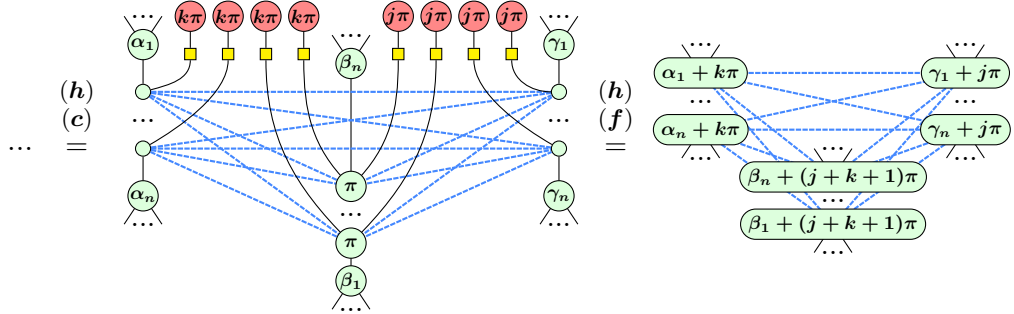 ... kπ kπ kπ kπ ... jπ jπ jπ jπ ...
α₁ βₙ γ₁
(h) (h)
(c) ... ... (f)
... = =
αₙ π γₙ
... ... ...
π
β₁
...
... ...
α₁ + kπ γ₁ + jπ
... ...
αₙ + kπ γₙ + jπ
... ... ...
βₙ + (j + k + 1)π
...
β₁ + (j + k + 1)π
...